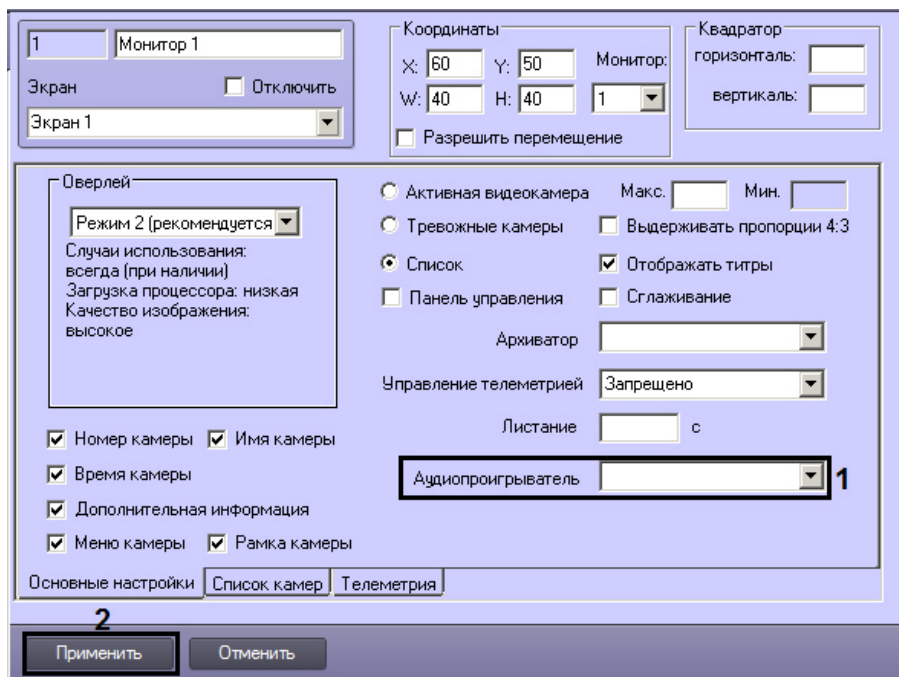 1
Монитор 1
Экран
Отключить
Экран 1
Координаты
X: 60 Y: 50 Монитор:
W: 40 H: 40 1
Разрешить перемещение
Квадратор
горизонталь:
вертикаль:
Оверлей
Режим 2 (рекомендуется
Случаи использования:
всегда (при наличии)
Загрузка процессора: низкая
Качество изображения:
высокое
Номер камеры Имя камеры
Время камеры
Дополнительная информация
Меню камеры Рамка камеры
Активная видеокамера Макс. Мин.
Тревожные камеры Выдерживать пропорции 4:3
Список Отображать титры
Панель управления Сглаживание
Архиватор
Управление телеметрией Запрещено
Листание с
Аудиопроигрыватель 1
Основные настройки Список камер Телеметрия
2
Применить Отменить